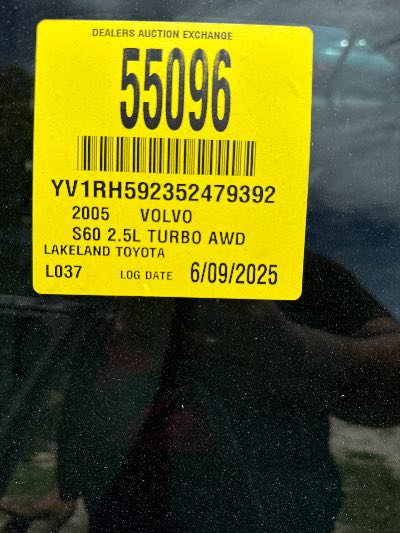 DEALERS AUCTION EXCHANGE
55096
YV1RH592352479392
2005 VOLVO
S60 2.5L TURBO AWD
LAKELAND TOYOTA
L037 LOG DATE 6/09/2025